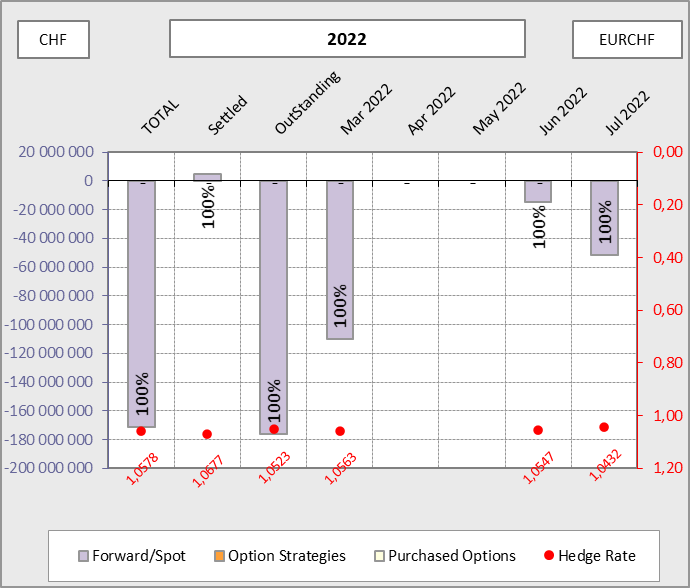 CHF
2022
EURCHF
TOTAL
Settled
OutStanding
Mar 2022
Apr 2022
May 2022
Jun 2022
Jul 2022
20 000 000
0
-20 000 000
-40 000 000
-60 000 000
-80 000 000
-100 000 000
-120 000 000
-140 000 000
-160 000 000
-180 000 000
-200 000 000
0,00
0,20
0,40
0,60
0,80
1,00
1,20
100%
100%
100%
100%
100%
100%
1,0578
1,0677
1,0523
1,0563
1,0547
1,0432
Forward/Spot
Option Strategies
Purchased Options
Hedge Rate